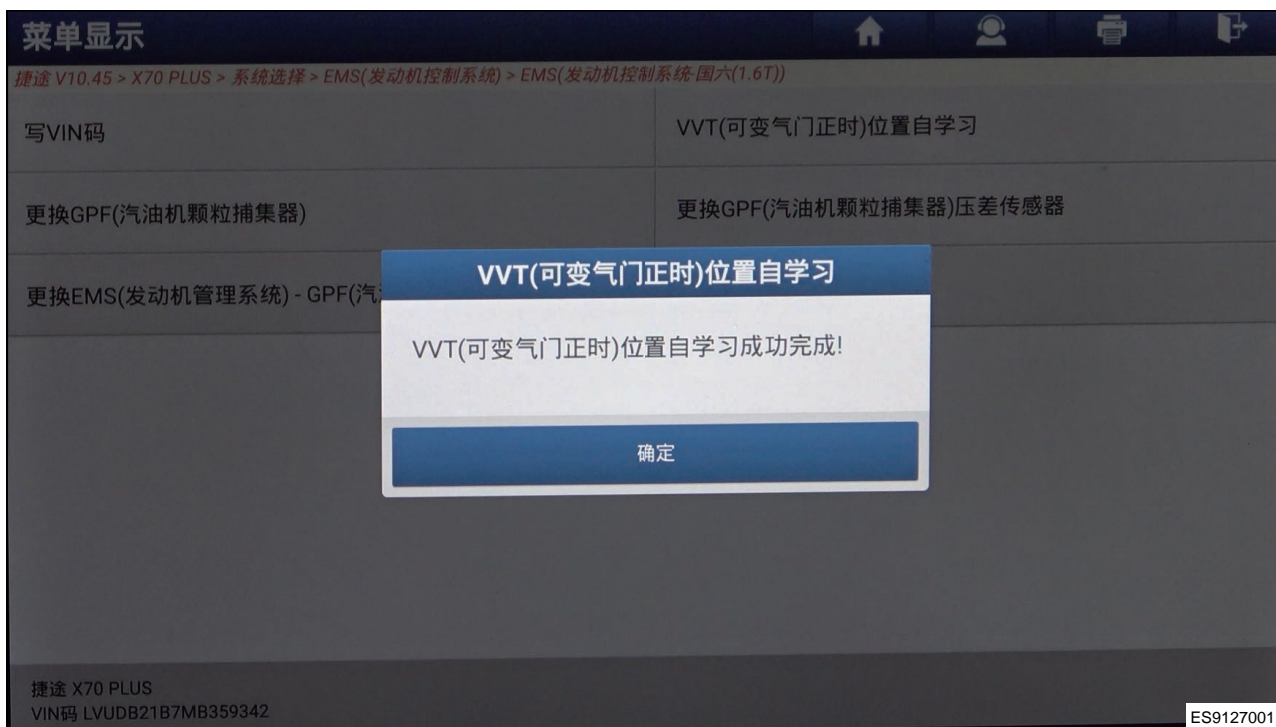 菜单显示
捷途 V10.45 > X70 PLUS > 系统选择 > EMS(发动机控制系统) > EMS(发动机控制系统-国六(1.6T))
写VIN码
VVT(可变气门正时)位置自学习
更换GPF(汽油机颗粒捕集器)
更换GPF(汽油机颗粒捕集器)压差传感器
更换EMS(发动机管理系统) - GPF(汽
VVT(可变气门正时)位置自学习
VVT(可变气门正时)位置自学习成功完成!
确定
捷途 X70 PLUS
VIN码 LVUDB21B7MB359342
ES9127001